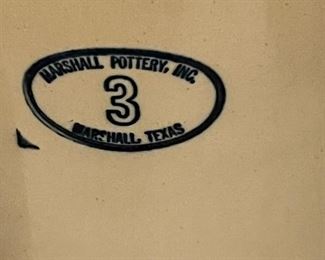 MARSHALL POTTERY, INC.
3
MARSHALL, TEXAS